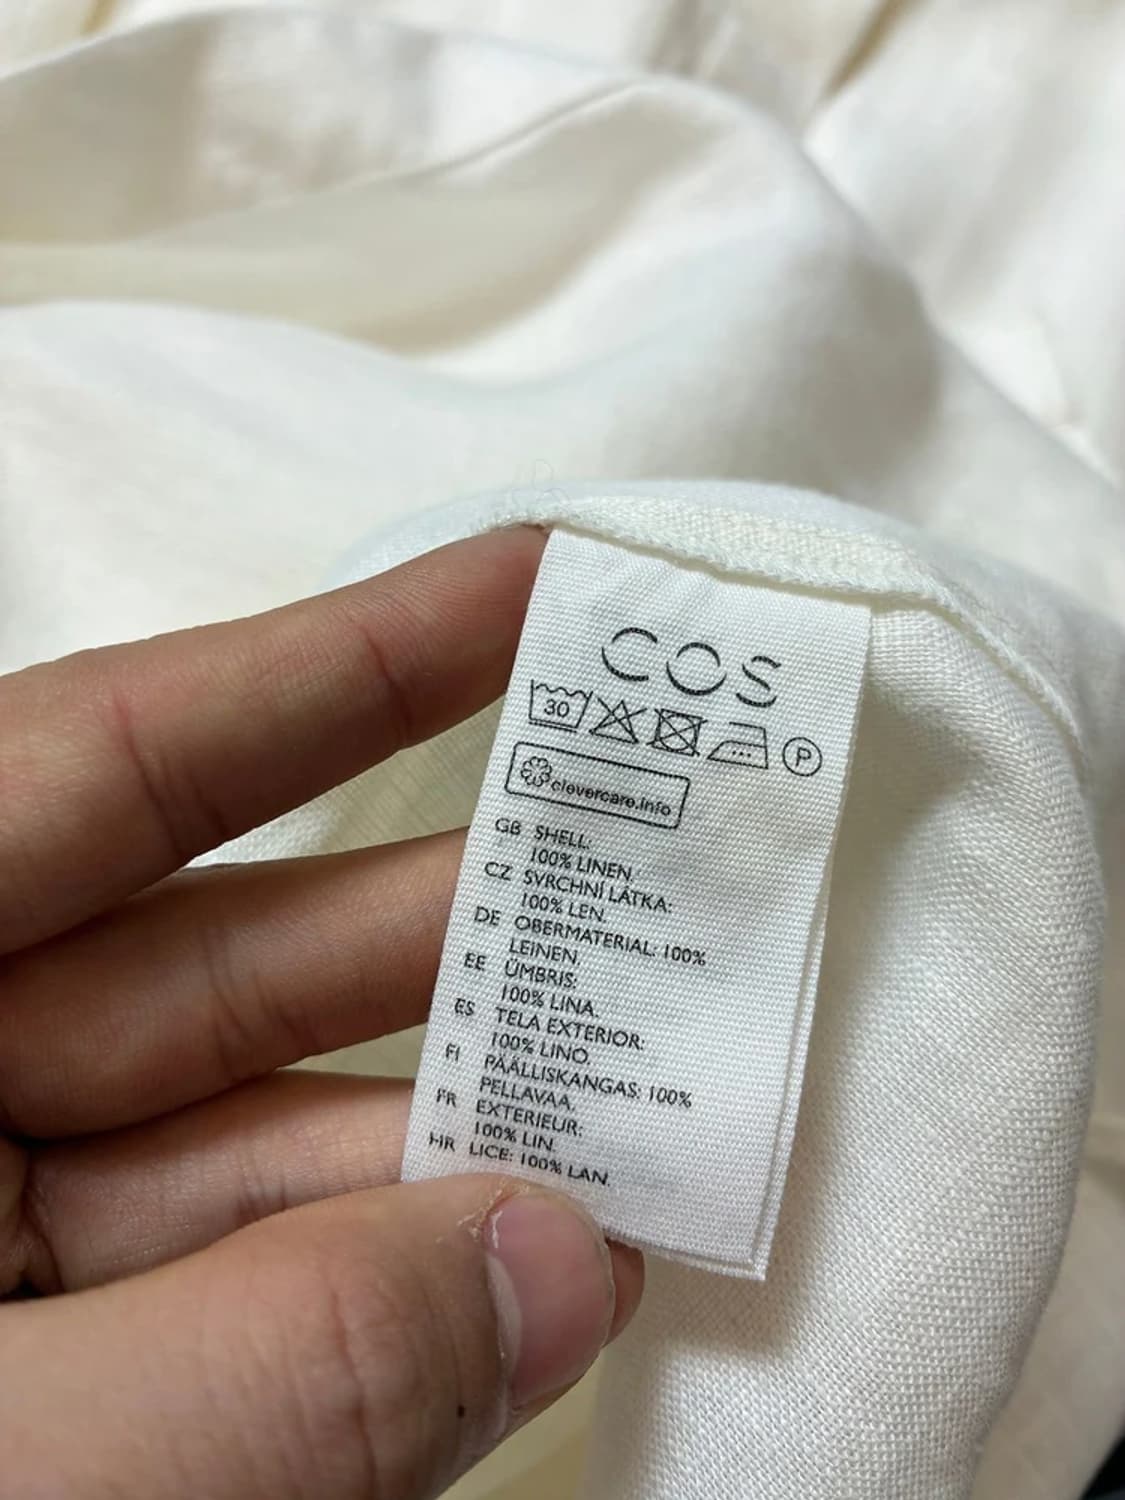 COS
30
P
clevercare.info
GB SHELL:
100% LINEN.
CZ SVRCHNÍ LÁTKA:
100% LEN.
DE OBERMATERIAL: 100%
LEINEN.
EE ÜMBRIS:
100% LINA.
ES TELA EXTERIOR:
100% LINO.
FI PÄÄLLISKANGAS: 100%
PELLAVAA.
FR EXTERIEUR:
100% LIN.
HR LICE: 100% LAN.